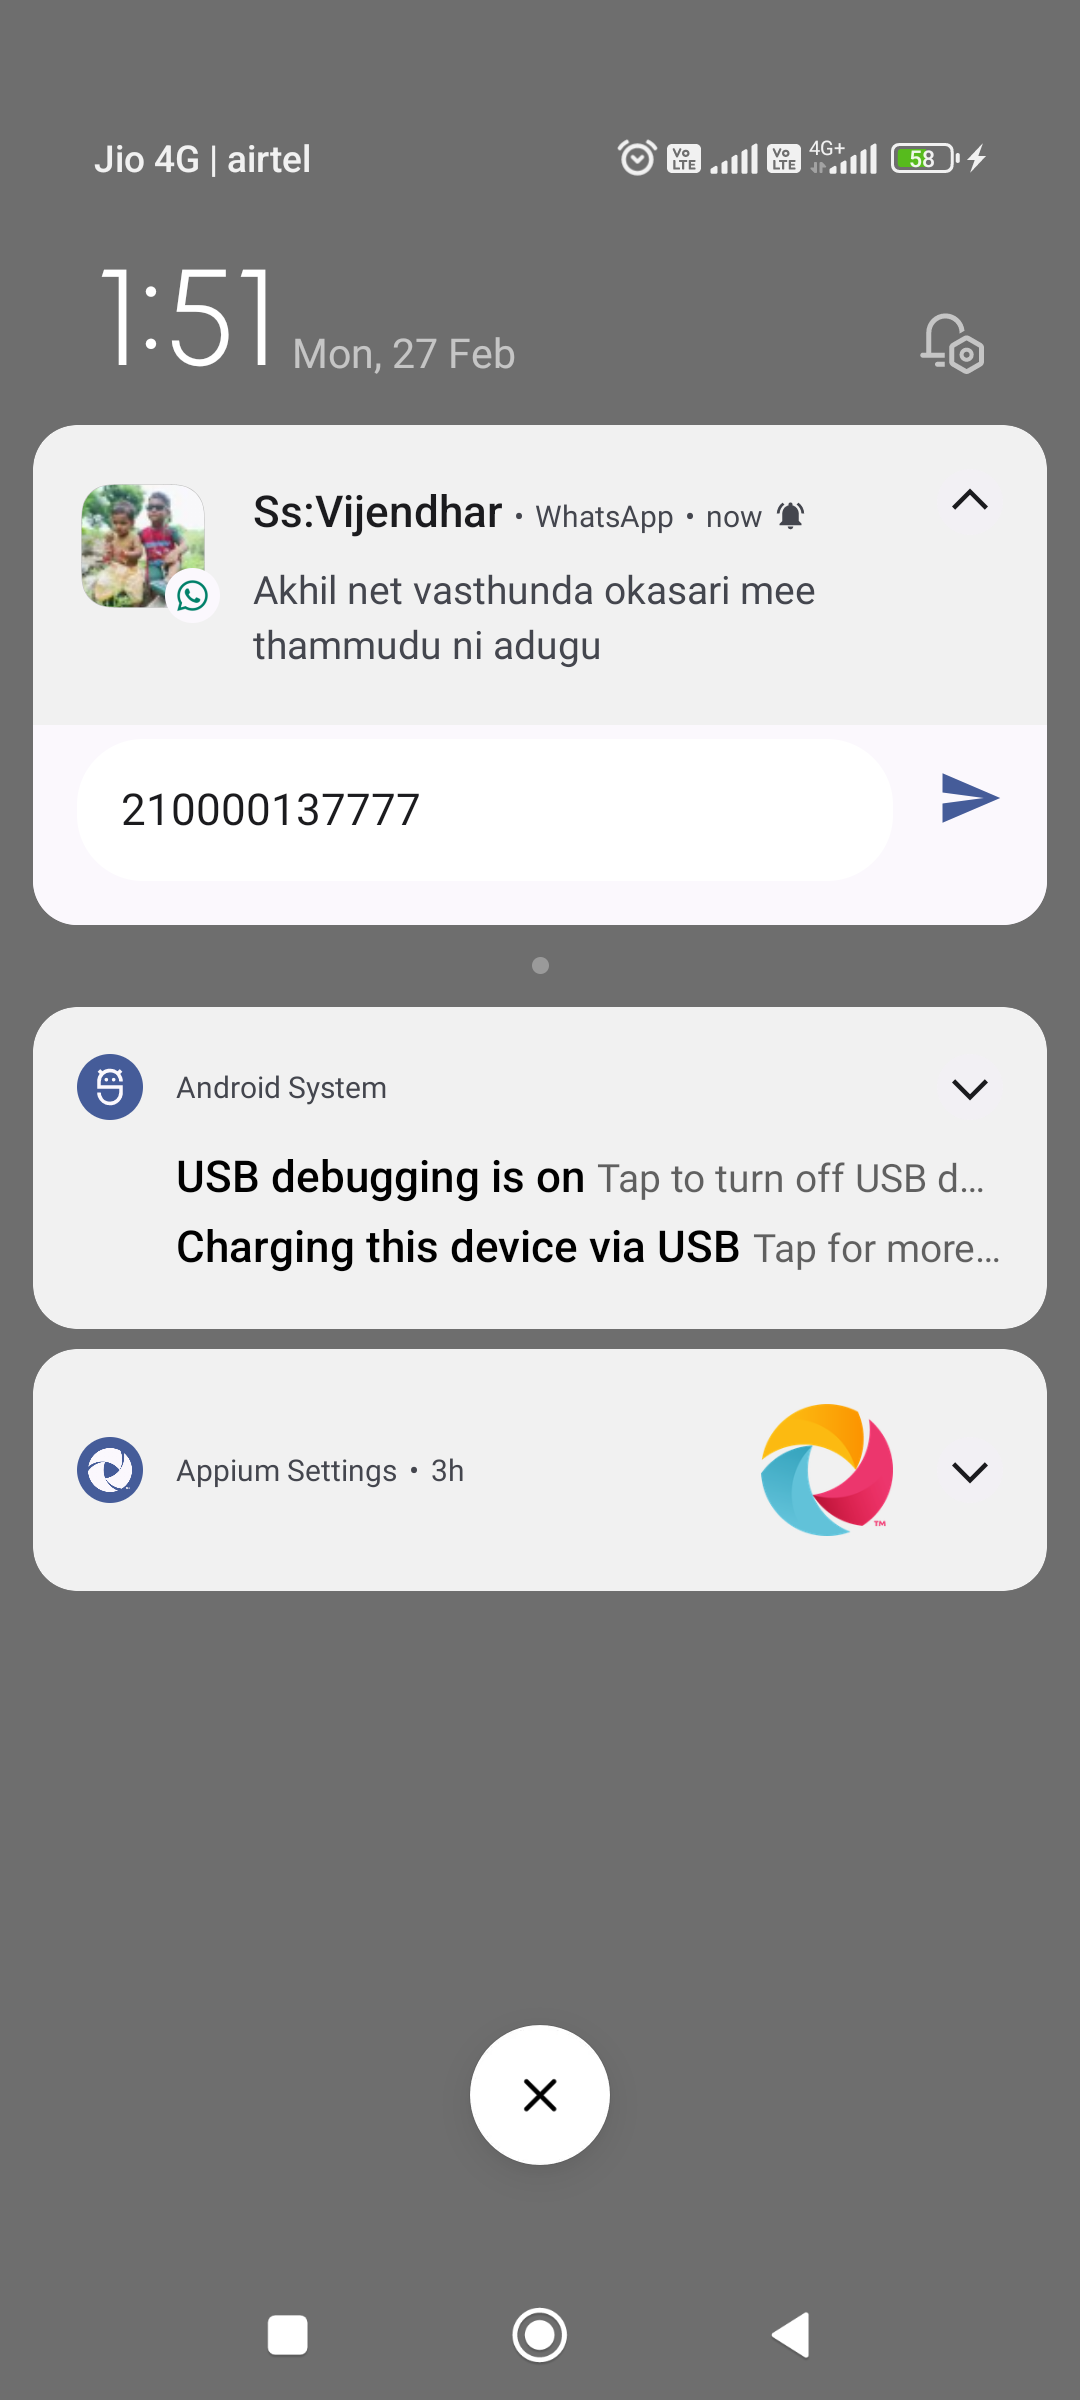 Jio 4G | airtel
Vo LTE Vo LTE 4G+ 58
1:51 Mon, 27 Feb
Ss:Vijendhar • WhatsApp • now
Akhil net vasthunda okasari mee
thammudu ni adugu
210000137777
Android System
USB debugging is on Tap to turn off USB d...
Charging this device via USB Tap for more...
Appium Settings • 3h
TM